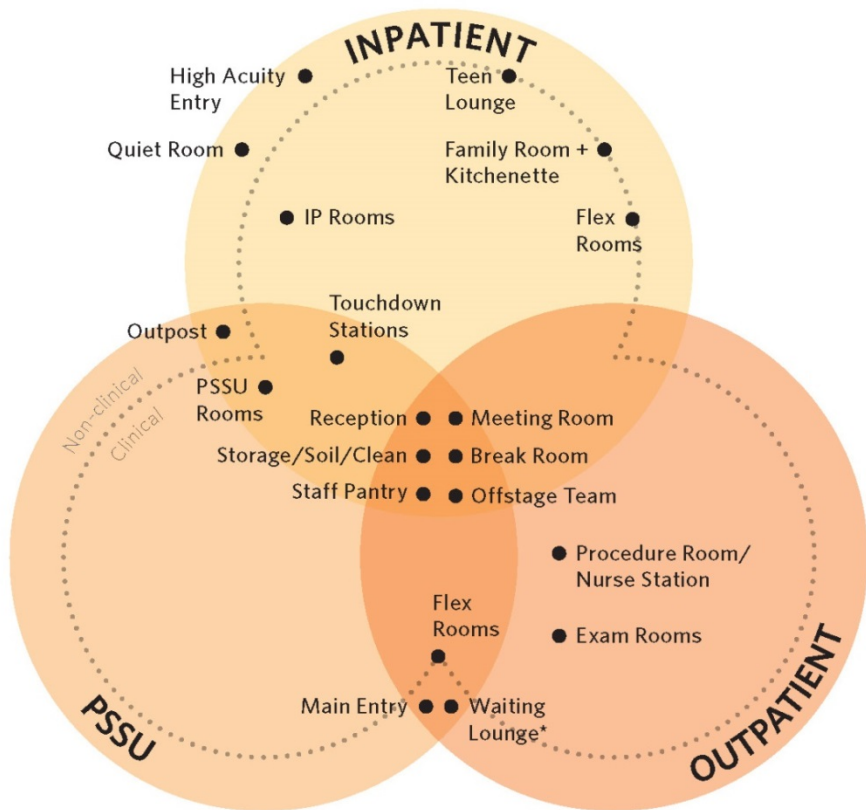 INPATIENT
High Acuity
Entry
Teen
Lounge
Quiet Room
Family Room +
Kitchenette
IP Rooms
Flex
Rooms
Touchdown
Stations
Outpost
PSSU
Rooms
Non-clinical
Clinical
Reception
Meeting Room
Storage/Soil/Clean
Break Room
Staff Pantry
Offstage Team
Procedure Room/
Nurse Station
Flex
Rooms
Exam Rooms
Main Entry
Waiting
Lounge*
PSSU
OUTPATIENT